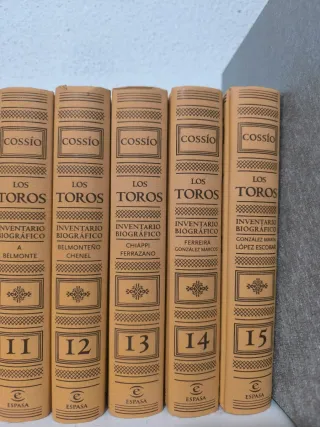 COSSÍO
LOS
TOROS
INVENTARIO
BIOGRÁFICO
A
BELMONTE
11
ESPASA
COSSÍO
LOS
TOROS
INVENTARIO
BIOGRÁFICO
BELMONTEÑO
CHENEL
12
ESPASA
COSSÍO
LOS
TOROS
INVENTARIO
BIOGRÁFICO
CHIAPPI
FERRAZANO
13
ESPASA
COSSÍO
LOS
TOROS
INVENTARIO
BIOGRÁFICO
FERREIRA
GONZÁLEZ MARCOS
14
ESPASA
COSSÍO
LOS
TOROS
INVENTARIO
BIOGRÁFICO
GONZÁLEZ
LÓPEZ
15
ESPASA